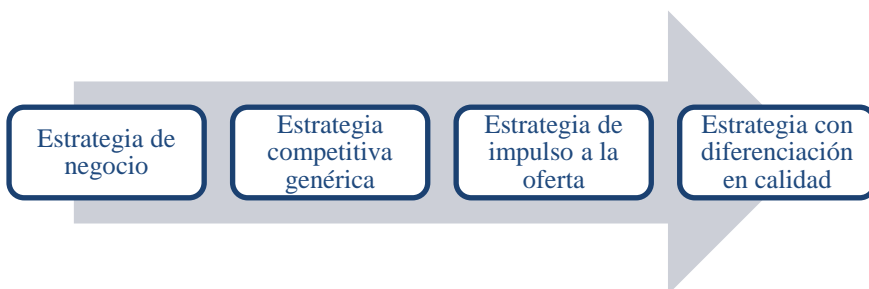 Estrategia de
negocio
Estrategia
competitiva
genérica
Estrategia de
impulso a la
oferta
Estrategia con
diferenciación
en calidad